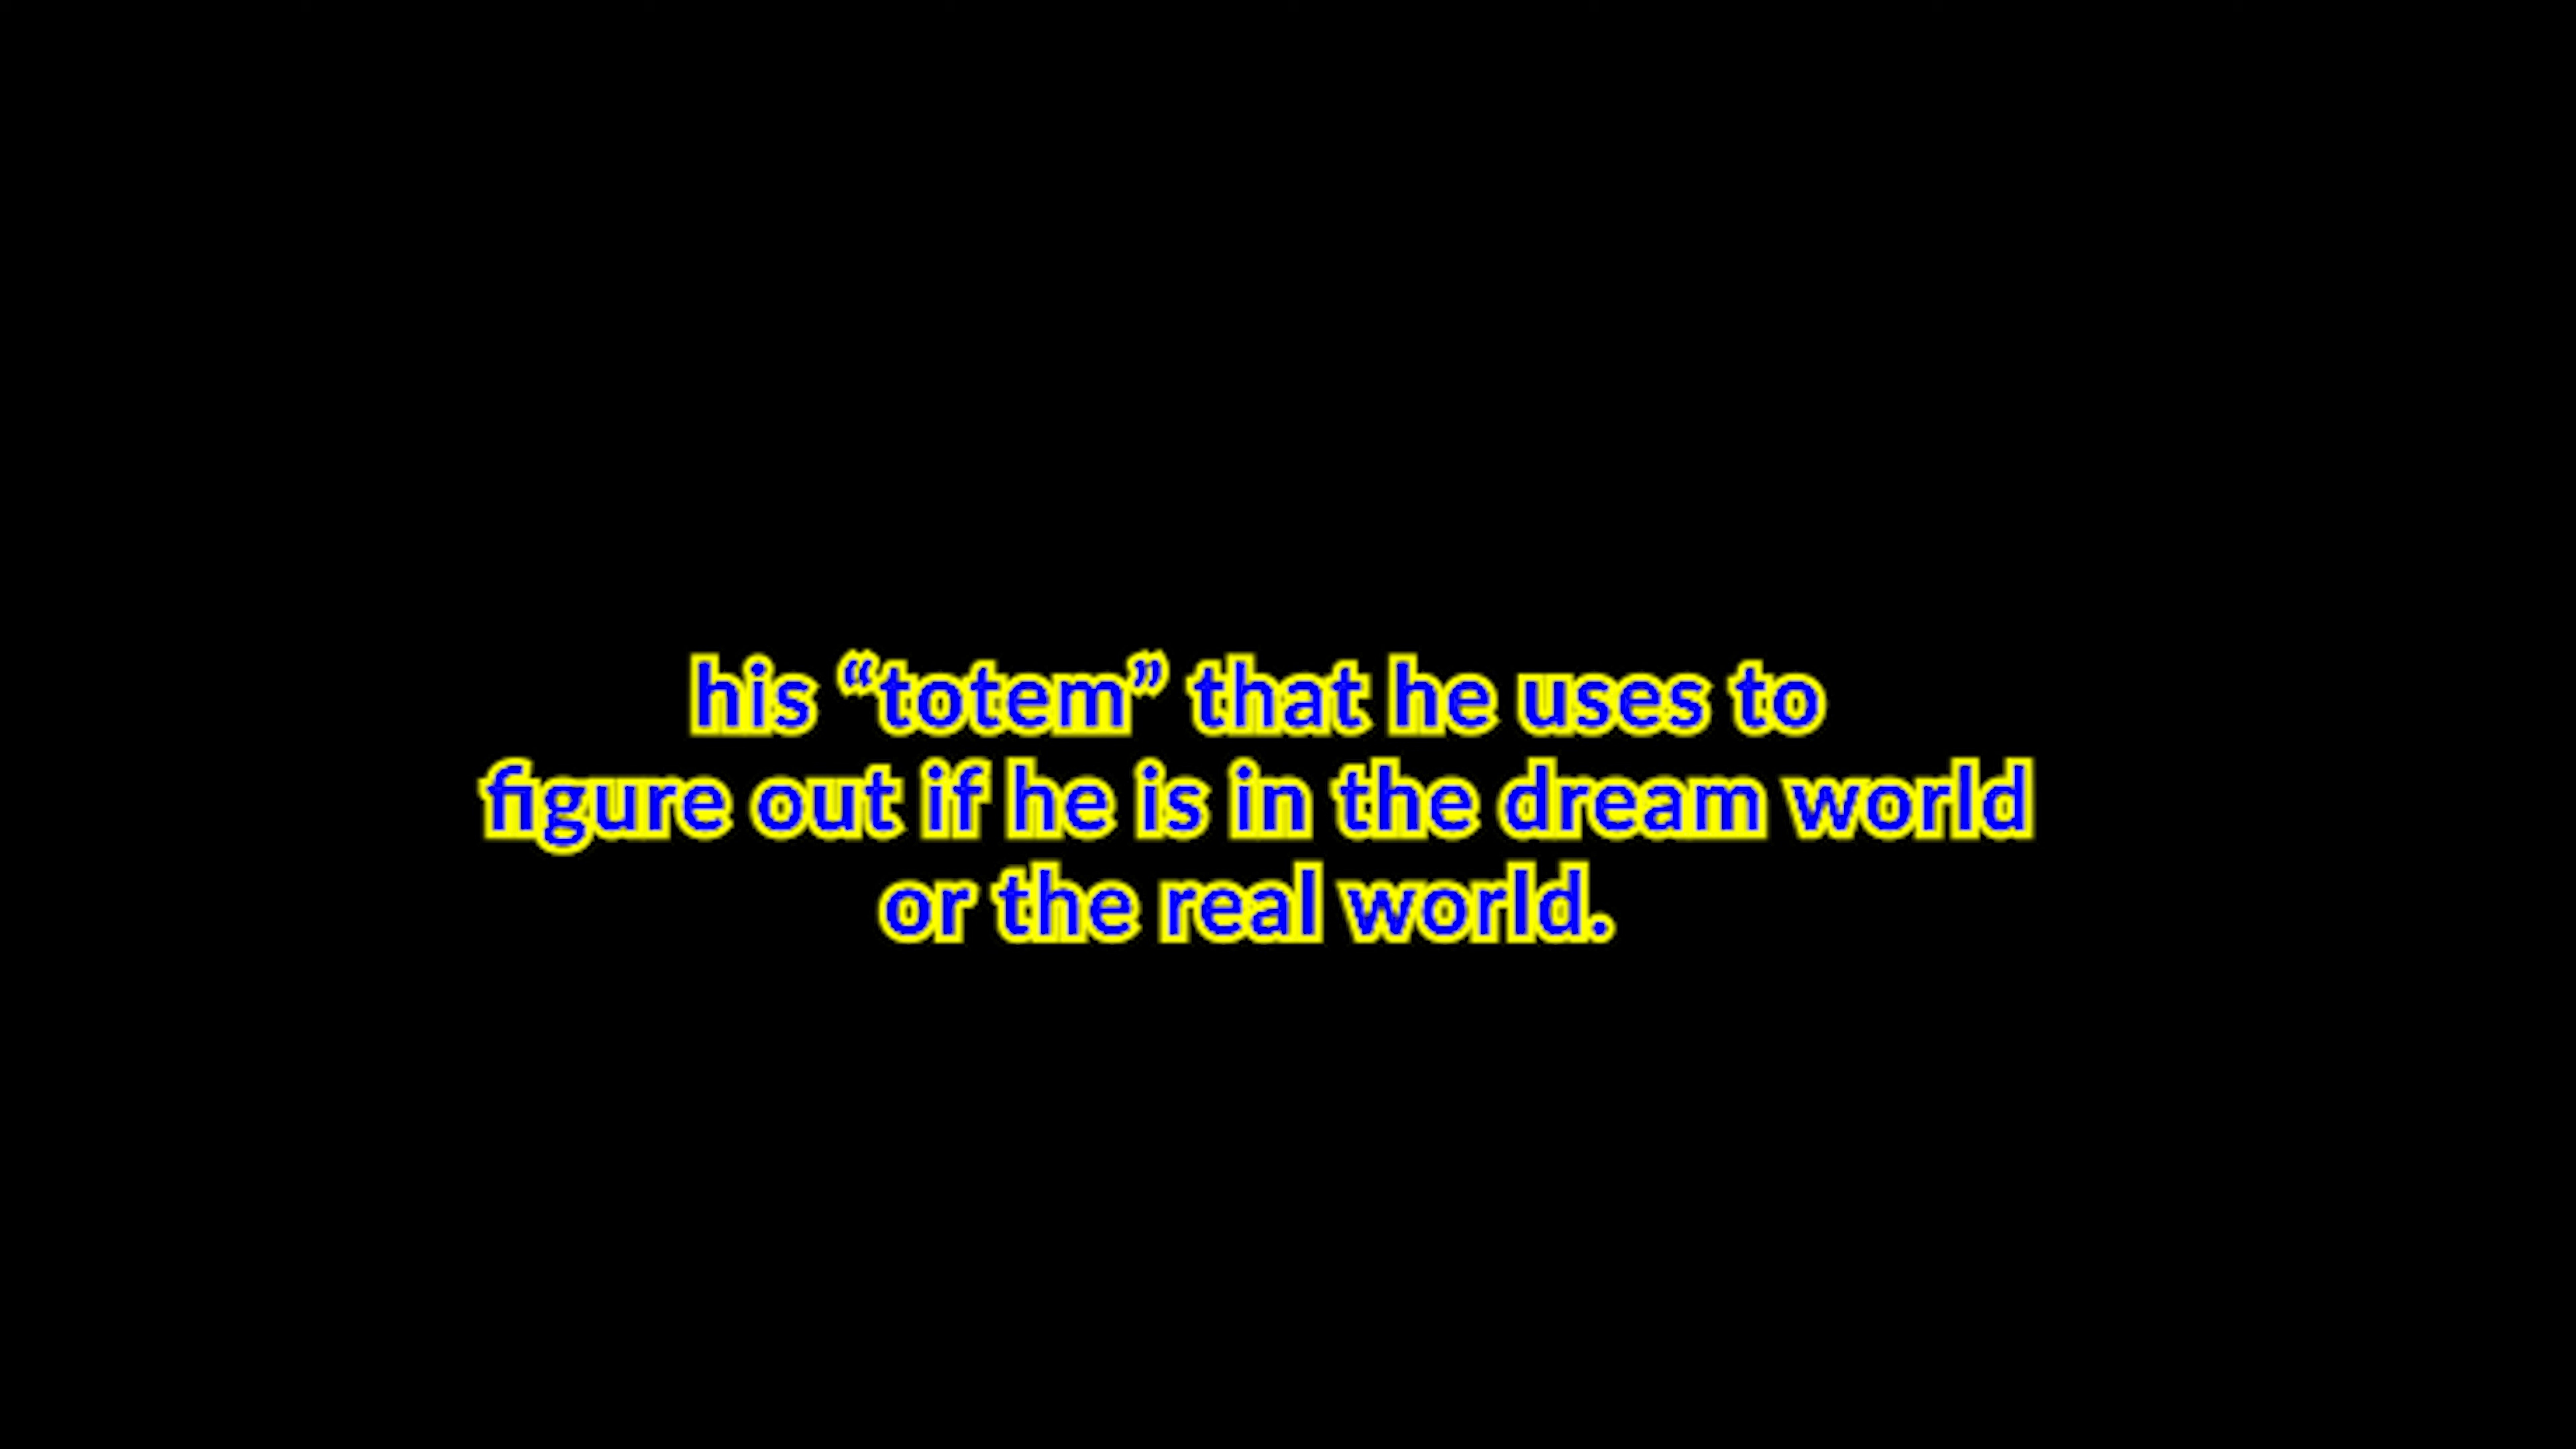 his “totem” that he uses to
figure out if he is in the dream world
or the real world.